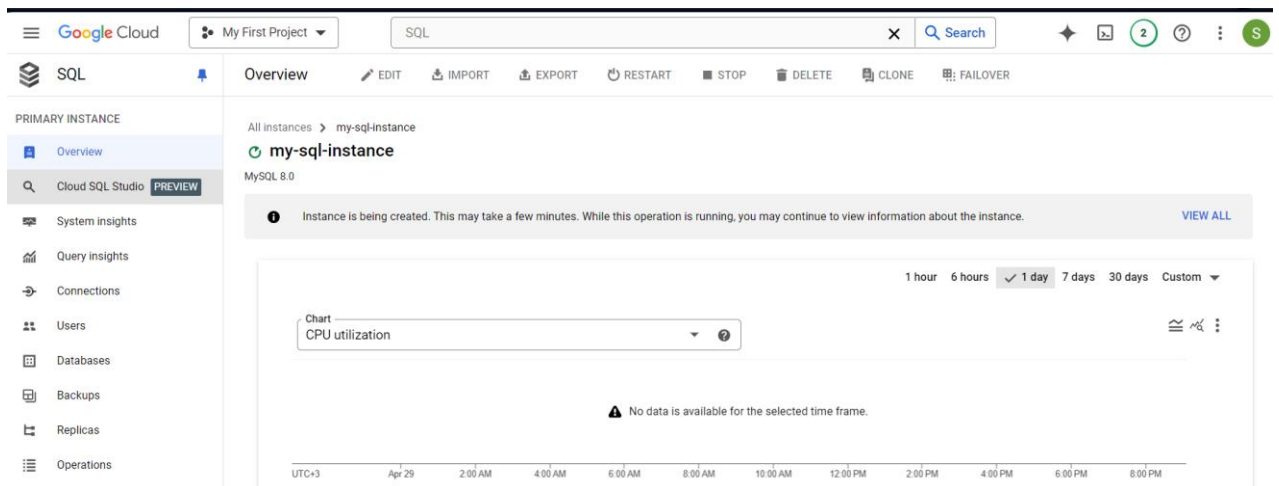 Google Cloud
My First Project
SQL
Search
2
S
SQL
Overview
EDIT
IMPORT
EXPORT
RESTART
STOP
DELETE
CLONE
FAILOVER
PRIMARY INSTANCE
Overview
Cloud SQL Studio PREVIEW
System insights
Query insights
Connections
Users
Databases
Backups
Replicas
Operations
All instances > my-sql-instance
my-sql-instance
MySQL 8.0
Instance is being created. This may take a few minutes. While this operation is running, you may continue to view information about the instance.
VIEW ALL
1 hour 6 hours 1 day 7 days 30 days Custom
Chart
CPU utilization
No data is available for the selected time frame.
UTC+3 Apr 29 2:00 AM 4:00 AM 6:00 AM 8:00 AM 10:00 AM 12:00 PM 2:00 PM 4:00 PM 6:00 PM 8:00 PM